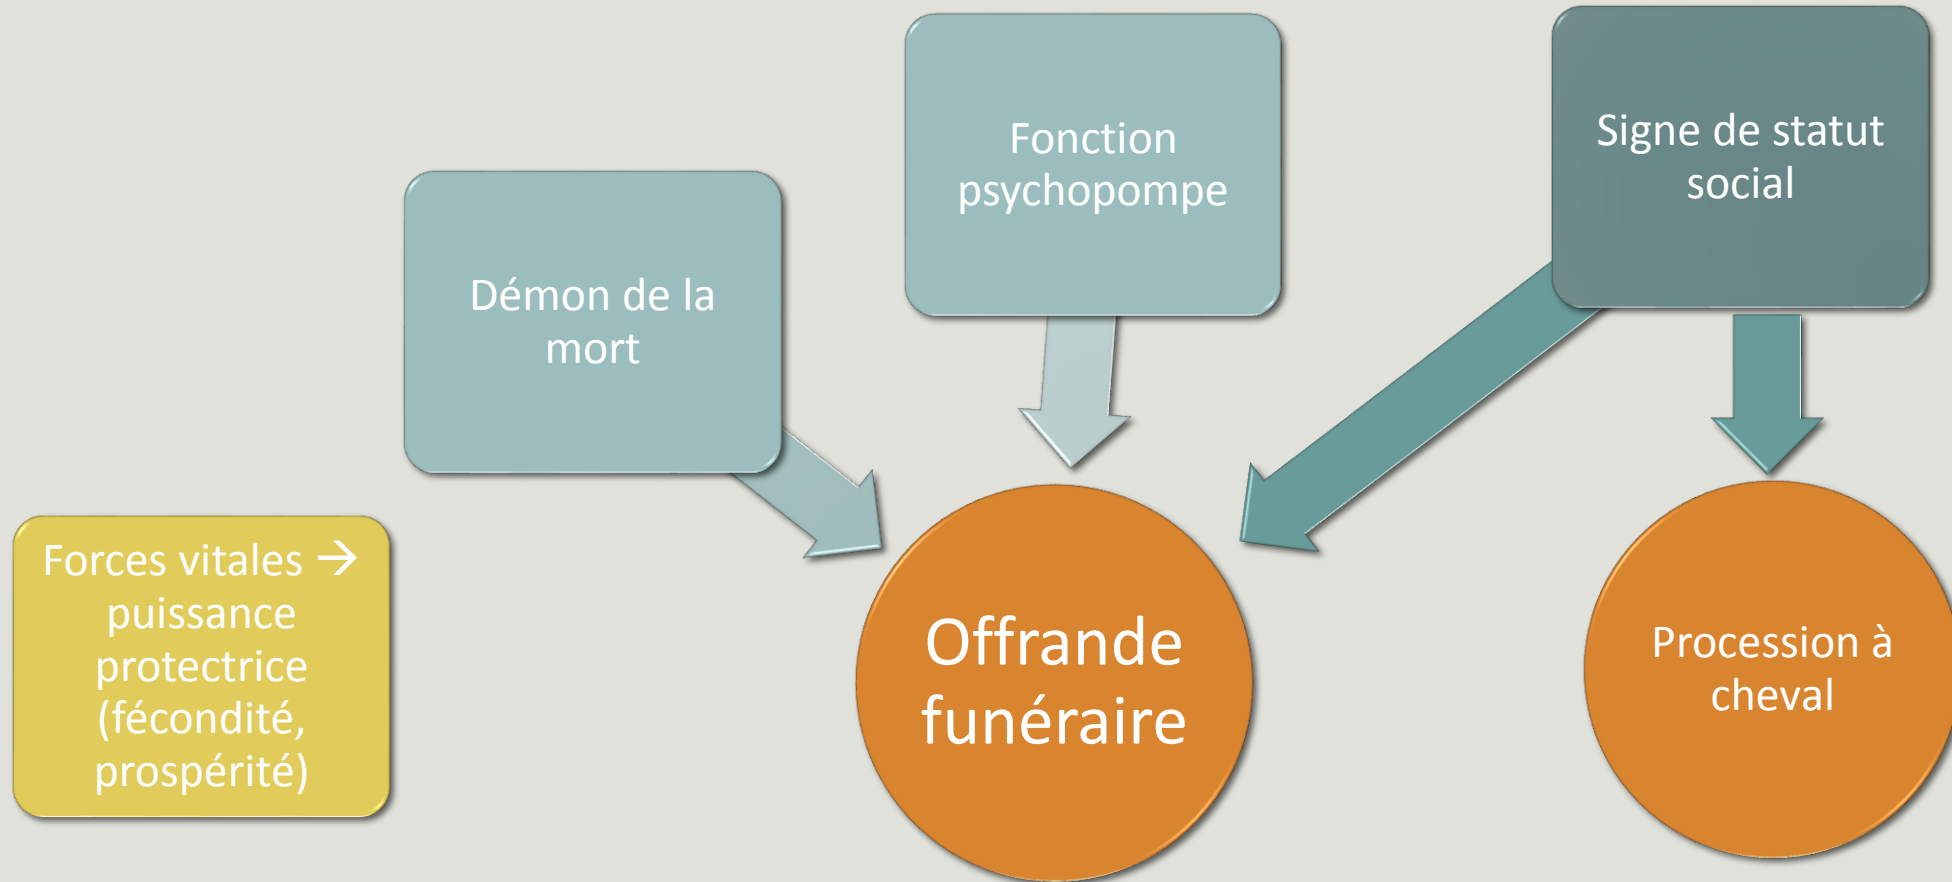 Fonction
psychopompe
Signe de statut
social
Démon de la
mort
Forces vitales →
puissance
protectrice
(fécondité,
prospérité)
Offrande
funéraire
Procession à
cheval